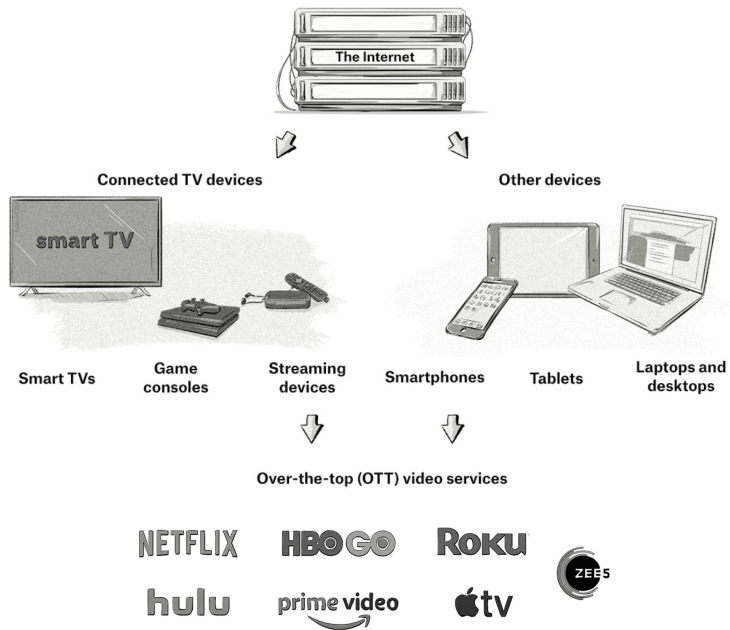 The Internet
Connected TV devices
Other devices
smart TV
Smart TVs
Game
consoles
Streaming
devices
Smartphones
Tablets
Laptops and
desktops
Over-the-top (OTT) video services
NETFLIX
HBO GO
ROKU
ZEE5
hulu
prime video
tv